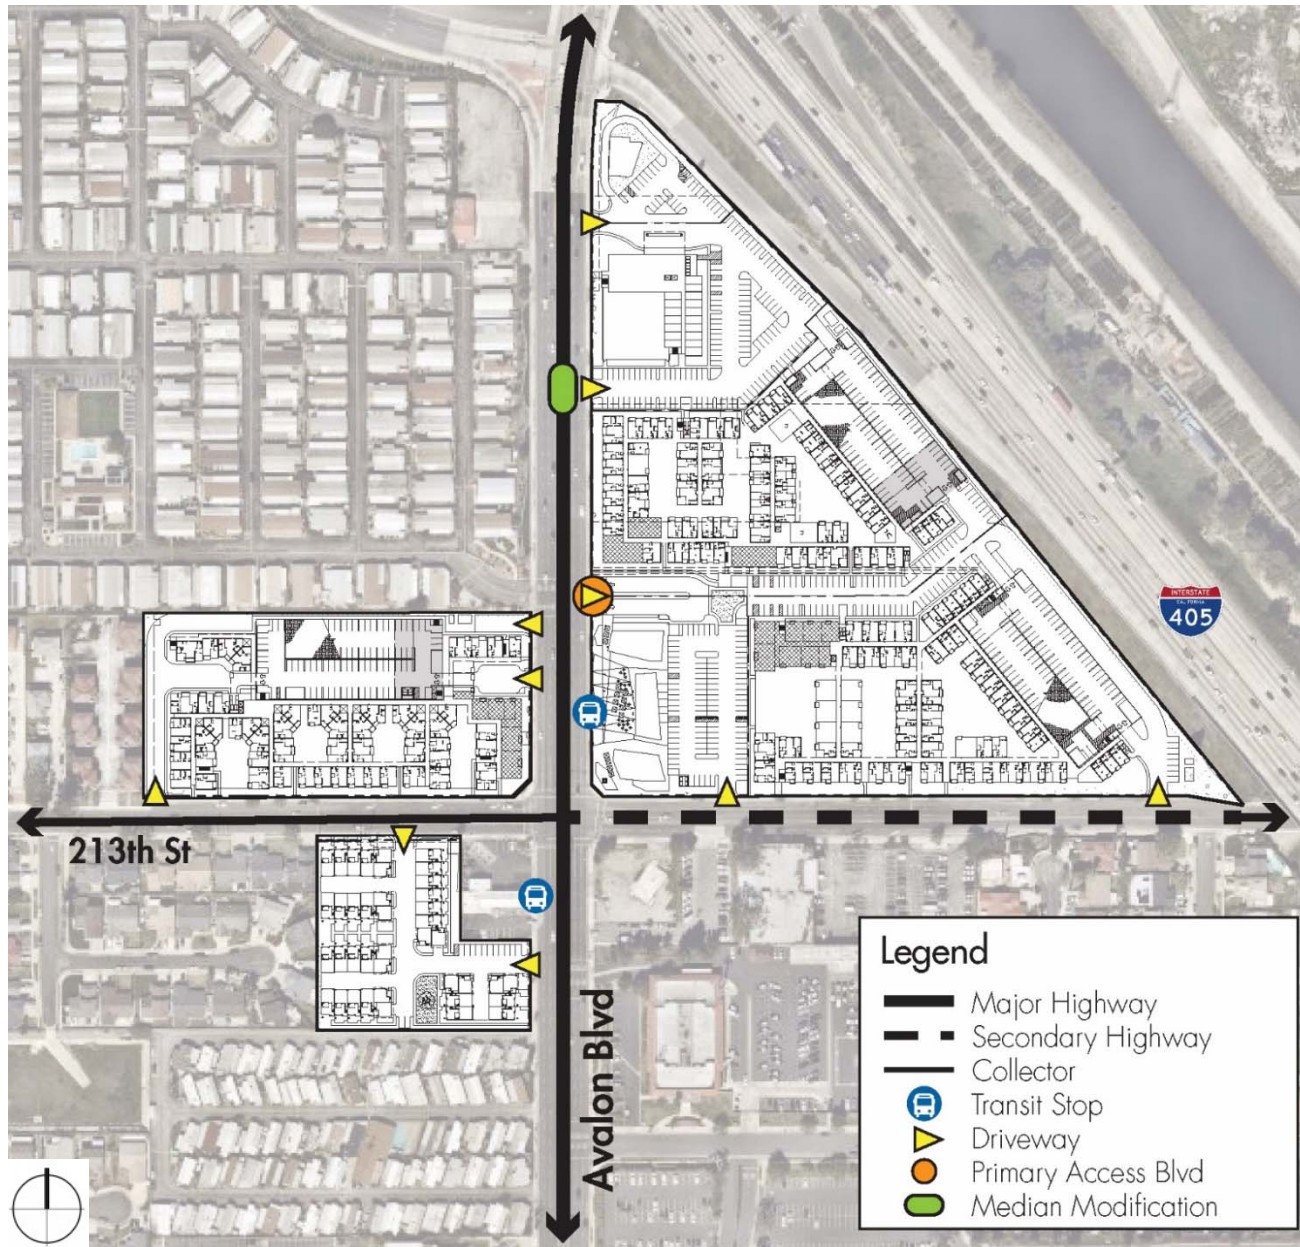 INTERSTATE
CALIFORNIA
405
213th St
Avalon Blvd
Legend
Major Highway
Secondary Highway
Collector
Transit Stop
Driveway
Primary Access Blvd
Median Modification